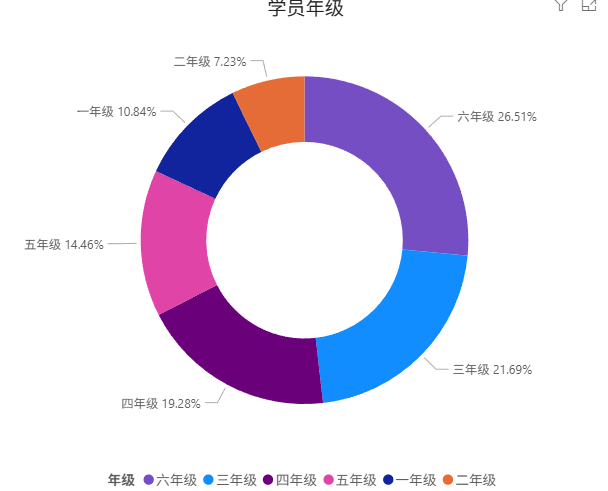 学员年级
二年级 7.23%
一年级 10.84%
六年级 26.51%
五年级 14.46%
三年级 21.69%
四年级 19.28%
年级 六年级 三年级 四年级 五年级 一年级 二年级